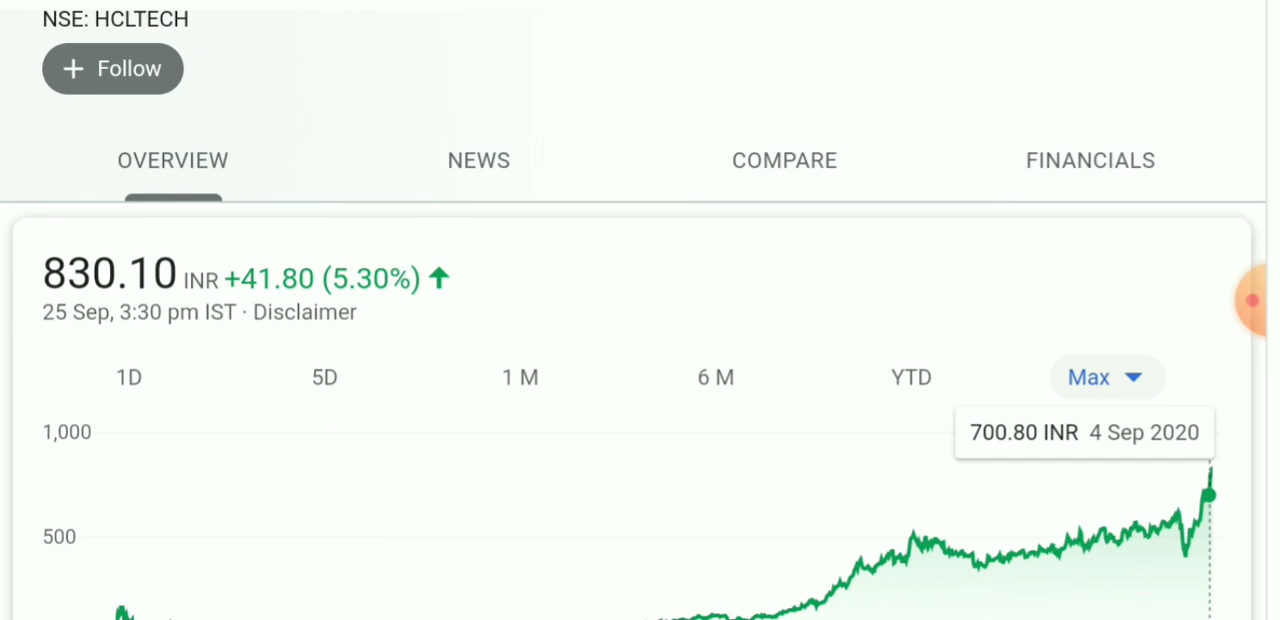 NSE: HCLTECH
+ Follow
OVERVIEW NEWS COMPARE FINANCIALS
830.10 INR +41.80 (5.30%)
25 Sep, 3:30 pm IST · Disclaimer
1D 5D 1 M 6 M YTD Max
1,000
700.80 INR 4 Sep 2020
500